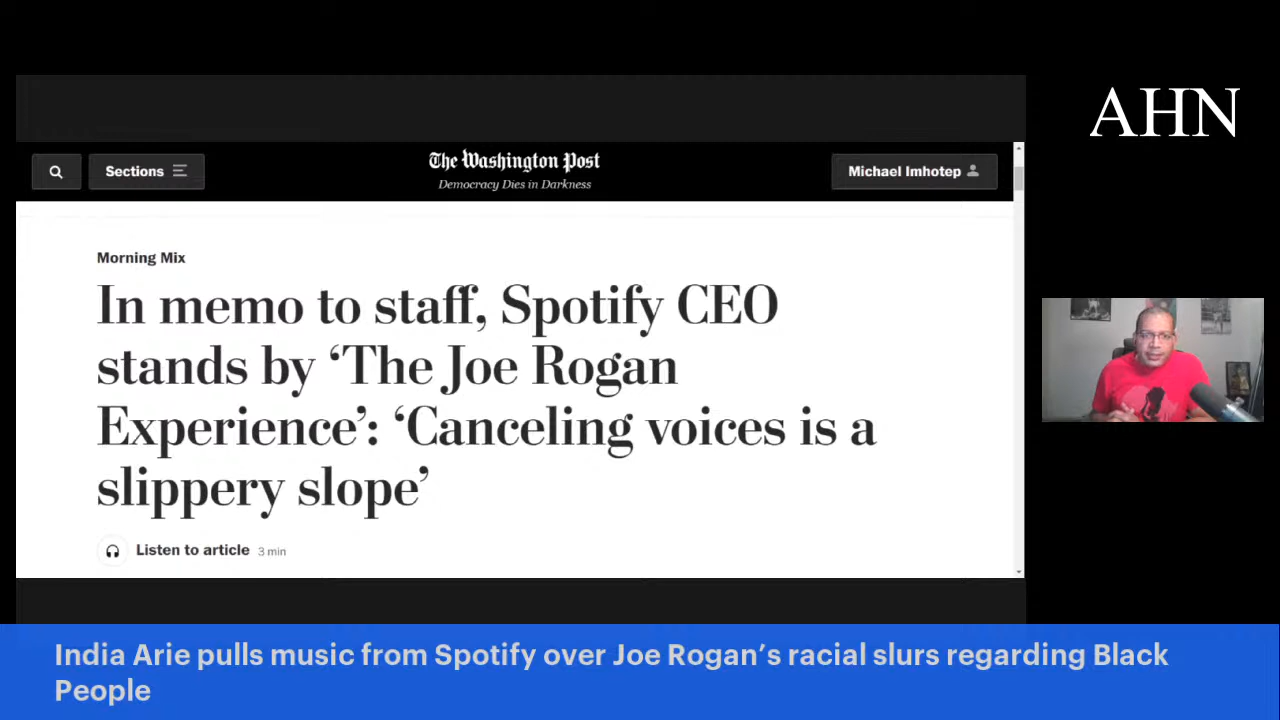 AHN
Sections
The Washington Post
Democracy Dies in Darkness
Michael Imhotep
Morning Mix
In memo to staff, Spotify CEO
stands by ‘The Joe Rogan
Experience’: ‘Canceling voices is a
slippery slope’
Listen to article 3 min
India Arie pulls music from Spotify over Joe Rogan’s racial slurs regarding Black
People